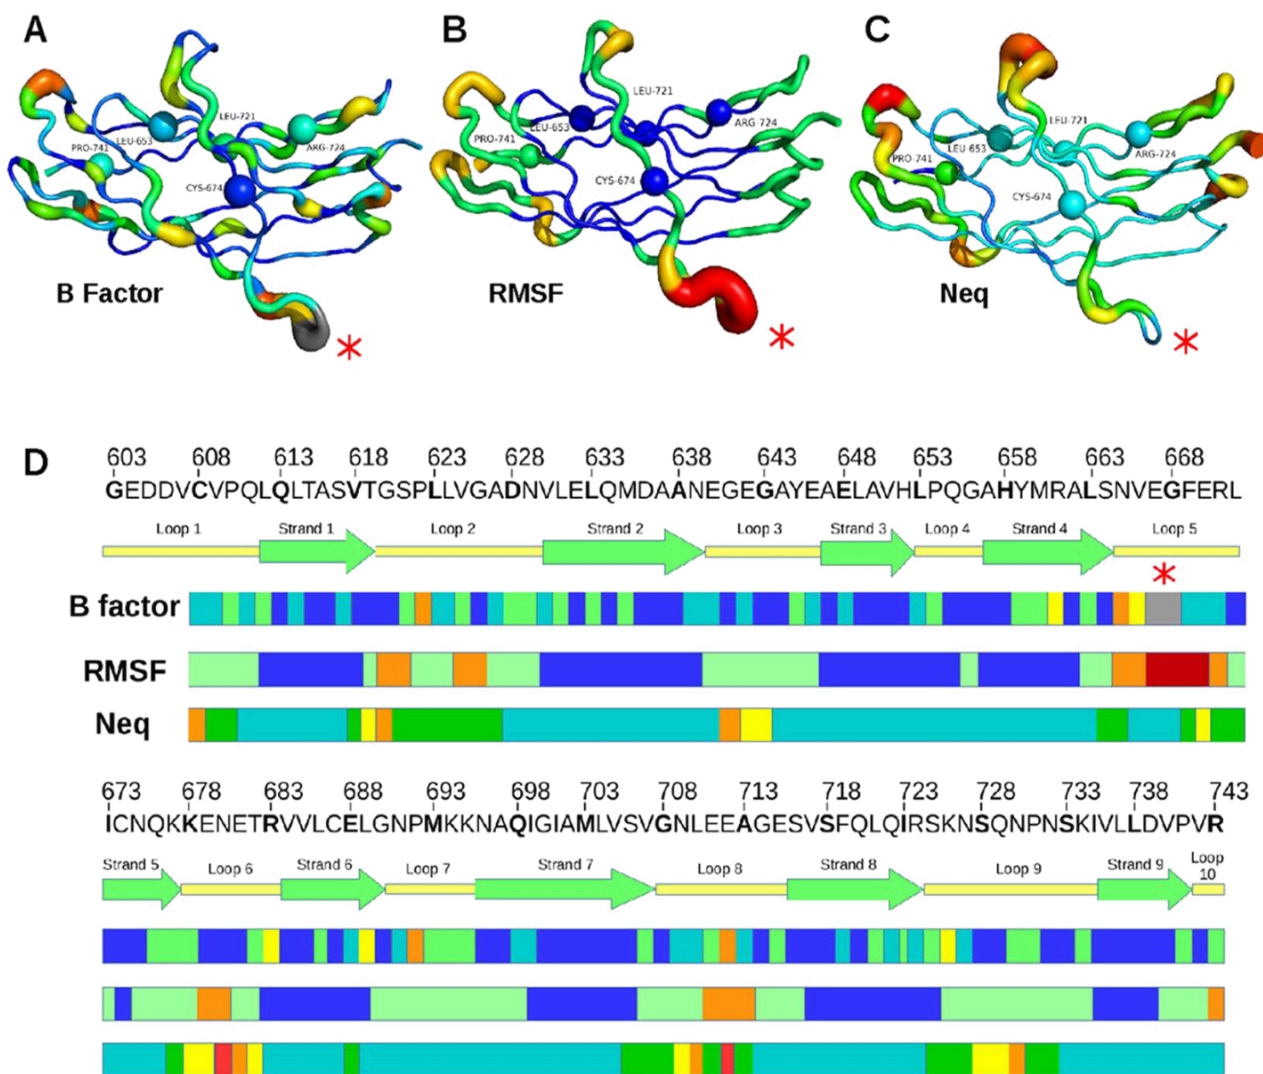 A
B
C
LEU-721
LEU-653
PRO-741
ARG-724
CYS-674
B Factor
*
LEU-721
LEU-653
PRO-741
ARG-724
CYS-674
RMSF
*
LEU-721
LEU-653
PRO-741
ARG-724
CYS-674
Neq
*
D
603 608 613 618 623 628 633 638 643 648 653 658 663 668
GEDDVCVPQLQLTASVTGSPLLVGADNVLELQMDAANEGEGAYEAELAVHLPQGAHYMRALSNVEGFERL
Loop 1 Strand 1 Loop 2 Strand 2 Loop 3 Strand 3 Loop 4 Strand 4 Loop 5
*
B factor
RMSF
Neq
673 678 683 688 693 698 703 708 713 718 723 728 733 738 743
ICNQKKENETRVVLCELGNPMKKNAQIGIAMLVSVGNLEEAGESVSFQLQIRSKNSQNPNSKIVLLDVPVR
Strand 5 Loop 6 Strand 6 Loop 7 Strand 7 Loop 8 Strand 8 Loop 9 Strand 9 Loop 10